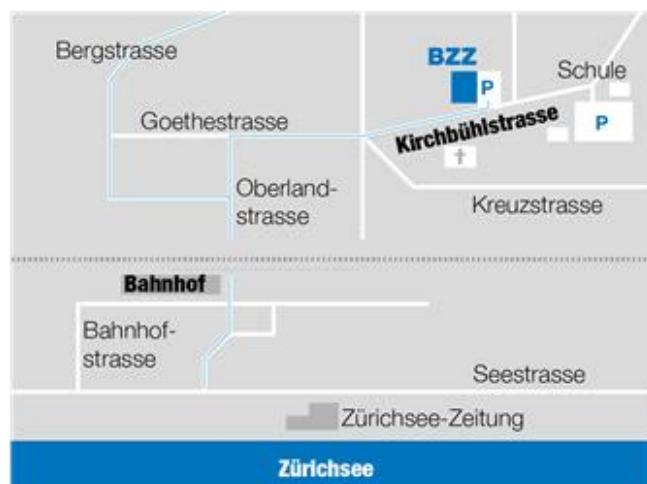 Bergstrasse
BZZ
P
Schule
Goethestrasse
Kirchbühlstrasse
P
Oberland-
strasse
Kreuzstrasse
Bahnhof
Bahnhof-
strasse
Seestrasse
Zürichsee-Zeitung
Zürichsee